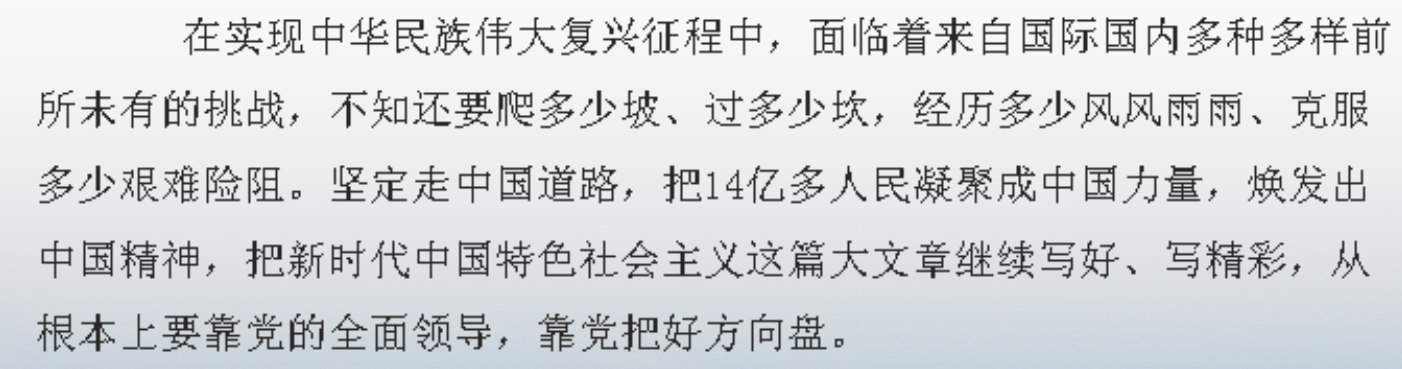 在实现中华民族伟大复兴征程中，面临着来自国际国内多种多样前
所未有的挑战，不知还要爬多少坡、过多少坎，经历多少风风雨雨、克服
多少艰难险阻。坚定走中国道路，把14亿多人民凝聚成中国力量，焕发出
中国精神，把新时代中国特色社会主义这篇大文章继续写好、写精彩，从
根本上要靠党的全面领导，靠党把好方向盘。